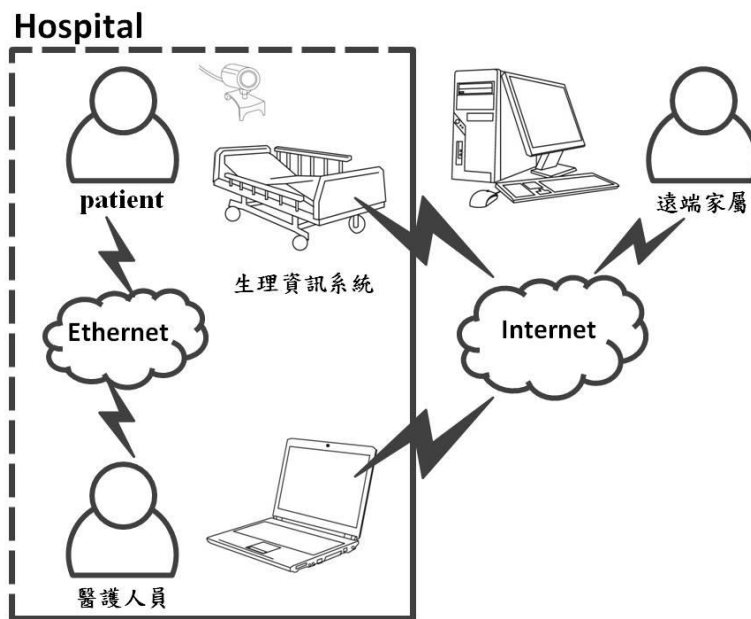 Hospital
patient
遠端家屬
生理資訊系統
Ethernet
Internet
醫護人員